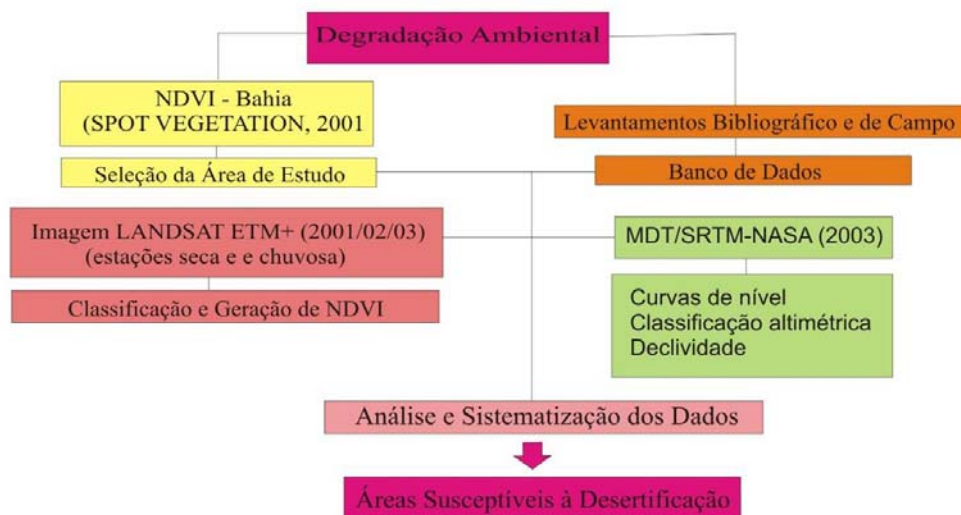 Degradação Ambiental
NDVI - Bahia
(SPOT VEGETATION, 2001
Levantamentos Bibliográfico e de Campo
Seleção da Área de Estudo
Banco de Dados
Imagem LANDSAT ETM+ (2001/02/03)
(estações seca e e chuvosa)
MDT/SRTM-NASA (2003)
Classificação e Geração de NDVI
Curvas de nível
Classificação altimétrica
Declividade
Análise e Sistematização dos Dados
Áreas Susceptíveis à Desertificação